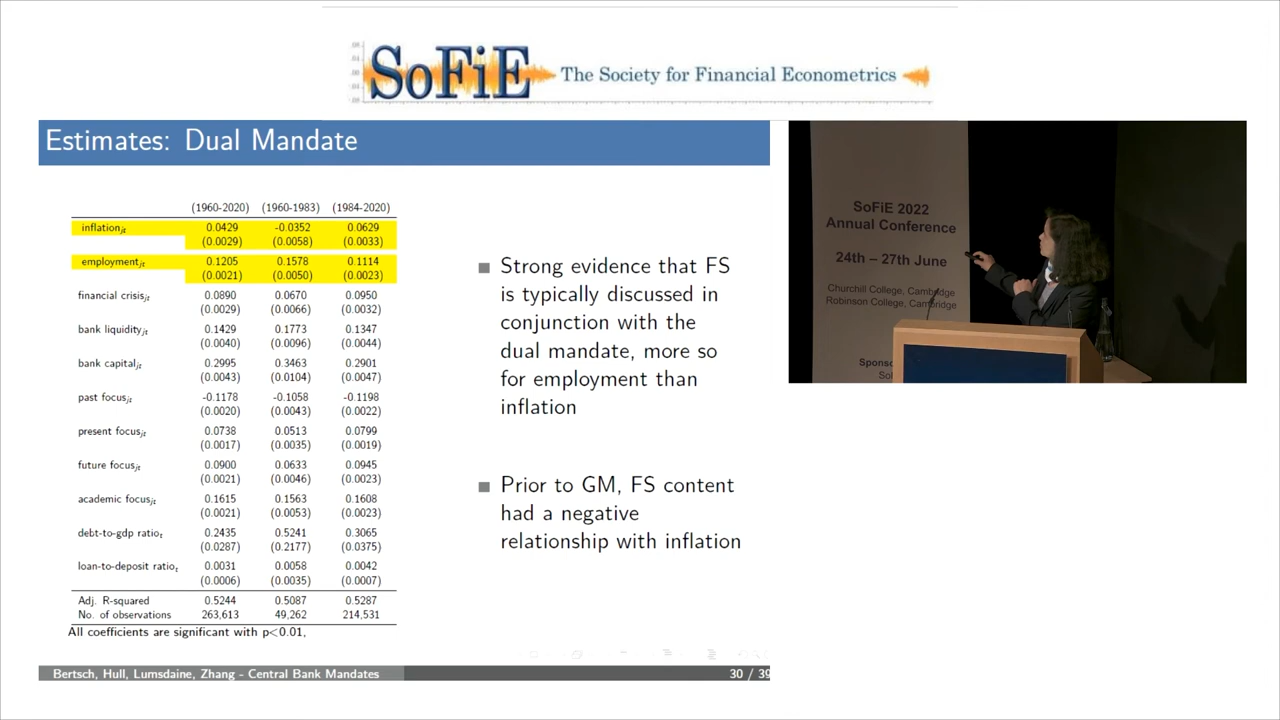 SoFiE The Society for Financial Econometrics
Estimates: Dual Mandate
(1960-2020) (1960-1983) (1984-2020)
inflationjt 0.0429 -0.0352 0.0629
(0.0029) (0.0058) (0.0033)
employmentjt 0.1205 0.1578 0.1114
(0.0021) (0.0050) (0.0023)
financial crisisjt 0.0890 0.0670 0.0950
(0.0029) (0.0066) (0.0032)
bank liquidityjt 0.1429 0.1773 0.1347
(0.0040) (0.0096) (0.0044)
bank capitaljt 0.2995 0.3463 0.2901
(0.0043) (0.0104) (0.0047)
past focusjt -0.1178 -0.1058 -0.1198
(0.0020) (0.0043) (0.0022)
present focusjt 0.0738 0.0513 0.0799
(0.0017) (0.0035) (0.0019)
future focusjt 0.0900 0.0633 0.0945
(0.0021) (0.0046) (0.0023)
academic focusjt 0.1615 0.1563 0.1608
(0.0021) (0.0053) (0.0023)
debt-to-gdp ratiot 0.2435 0.5241 0.3065
(0.0287) (0.2177) (0.0375)
loan-to-deposit ratiot 0.0031 0.0058 0.0042
(0.0006) (0.0035) (0.0007)
Adj. R-squared 0.5244 0.5087 0.5287
No. of observations 263,613 49,262 214,531
All coefficients are significant with p<0.01,
Strong evidence that FS
is typically discussed in
conjunction with the
dual mandate, more so
for employment than
inflation
Prior to GM, FS content
had a negative
relationship with inflation
Bertsch, Hull, Lumsdaine, Zhang - Central Bank Mandates 30 / 39
SoFiE 2022
Annual Conference
24th – 27th June
Churchill College, Cambridge
Robinson College, Cambridge
Spons